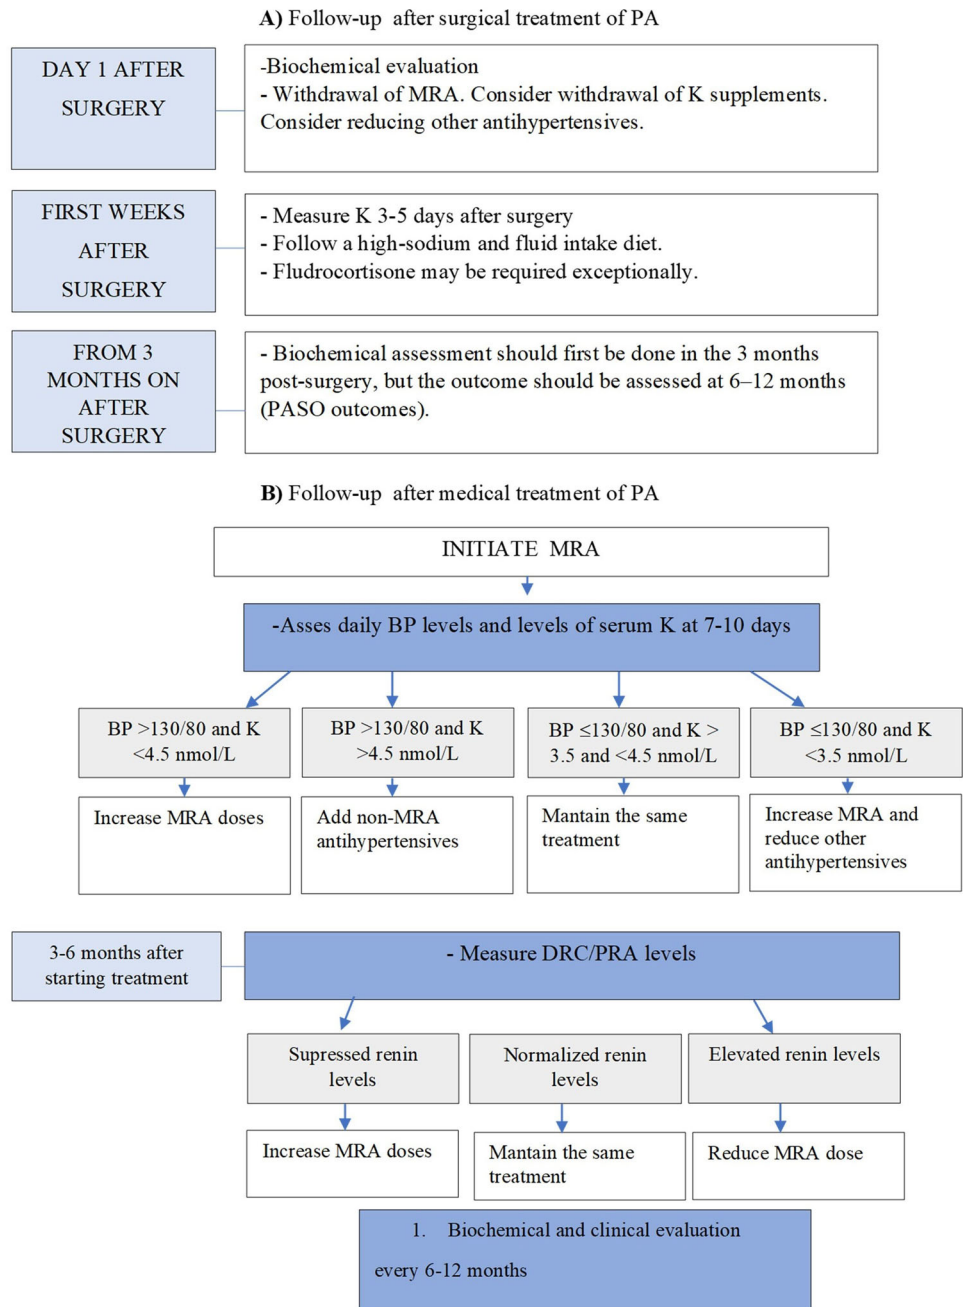 A) Follow-up after surgical treatment of PA
DAY 1 AFTER
SURGERY
-Biochemical evaluation
- Withdrawal of MRA. Consider withdrawal of K supplements.
Consider reducing other antihypertensives.
FIRST WEEKS
AFTER
SURGERY
- Measure K 3-5 days after surgery
- Follow a high-sodium and fluid intake diet.
- Fludrocortisone may be required exceptionally.
FROM 3
MONTHS ON
AFTER
SURGERY
- Biochemical assessment should first be done in the 3 months
post-surgery, but the outcome should be assessed at 6–12 months
(PASO outcomes).
B) Follow-up after medical treatment of PA
INITIATE MRA
-Asses daily BP levels and levels of serum K at 7-10 days
BP >130/80 and K
<4.5 nmol/L
BP >130/80 and K
>4.5 nmol/L
BP ≤130/80 and K >
3.5 and <4.5 nmol/L
BP ≤130/80 and K
<3.5 nmol/L
Increase MRA doses
Add non-MRA
antihypertensives
Mantain the same
treatment
Increase MRA and
reduce other
antihypertensives
3-6 months after
starting treatment
- Measure DRC/PRA levels
Supressed renin
levels
Normalized renin
levels
Elevated renin levels
Increase MRA doses
Mantain the same
treatment
Reduce MRA dose
1. Biochemical and clinical evaluation
every 6-12 months